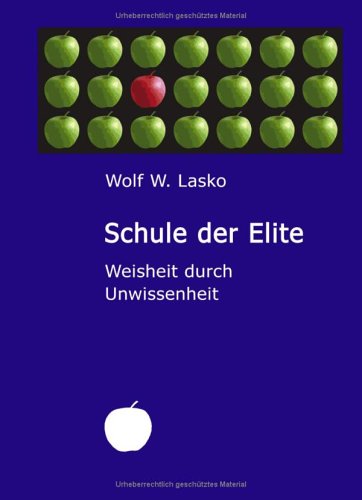 Urheberrechtlich geschütztes Material
Wolf W. Lasko
Schule der Elite
Weisheit durch
Unwissenheit
Urheberrechtlich geschütztes Material